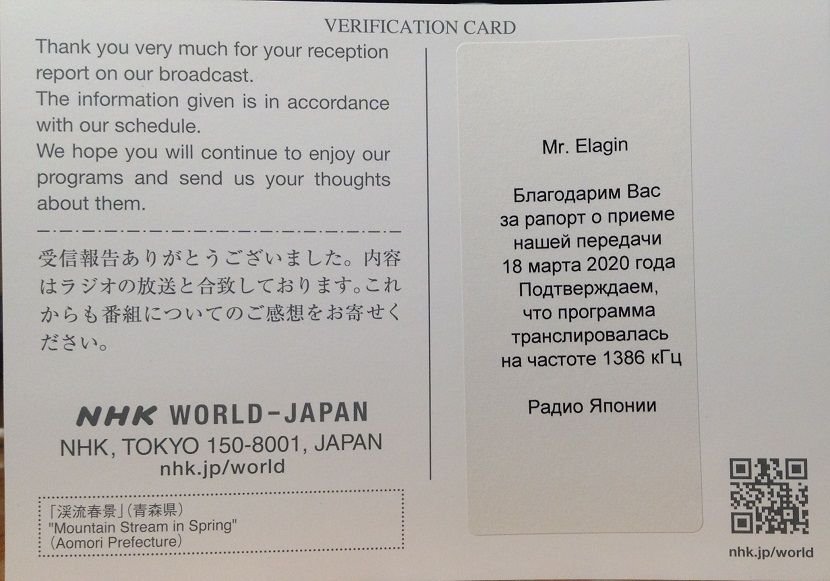 VERIFICATION CARD
Thank you very much for your reception
report on our broadcast.
The information given is in accordance
with our schedule.
We hope you will continue to enjoy our
programs and send us your thoughts
about them.
受信報告ありがとうございました。内容
はラジオの放送と合致しております。これ
からも番組についてのご感想をお寄せく
ださい。
NHK WORLD-JAPAN
NHK, TOKYO 150-8001, JAPAN
nhk.jp/world
「渓流春景」(青森県)
"Mountain Stream in Spring"
(Aomori Prefecture)
Mr. Elagin
Благодарим Вас
за рапорт о приеме
нашей передачи
18 марта 2020 года
Подтверждаем,
что программа
транслировалась
на частоте 1386 кГц
Радио Японии
nhk.jp/world